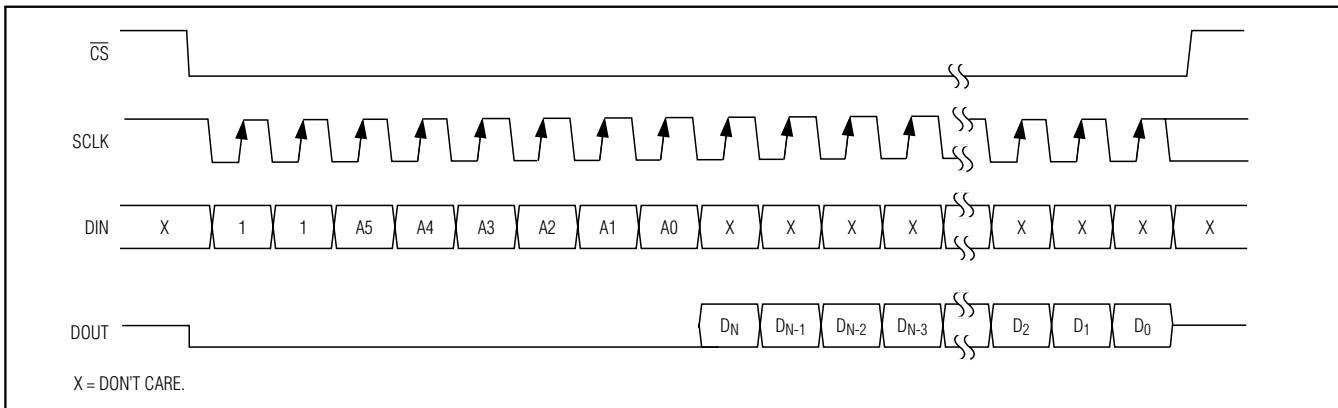 CS
SCLK
DIN X 1 1 A5 A4 A3 A2 A1 A0 X X X X X X X X
DOUT DN DN-1 DN-2 DN-3 D2 D1 D0
X = DON'T CARE.